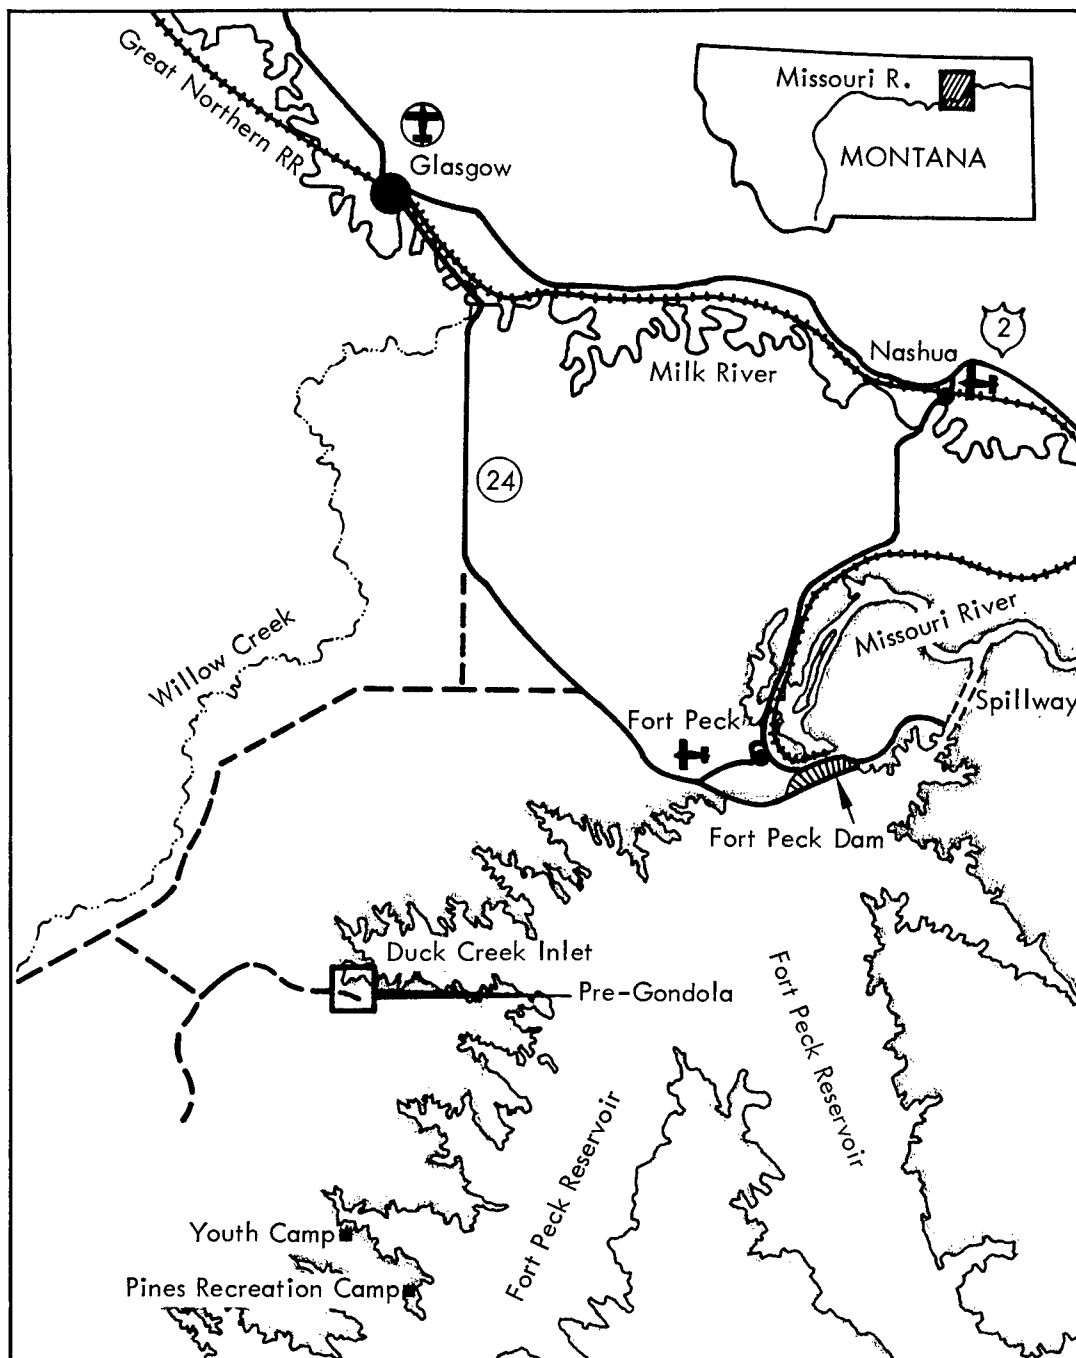 Great Northern RR
Glasgow
Missouri R.
MONTANA
2
Nashua
Milk River
24
Missouri River
Willow Creek
Spillway
Fort Peck
Fort Peck Dam
Duck Creek Inlet
Pre-Gondola
Fort Peck Reservoir
Fort Peck Reservoir
Youth Camp
Pines Recreation Camp